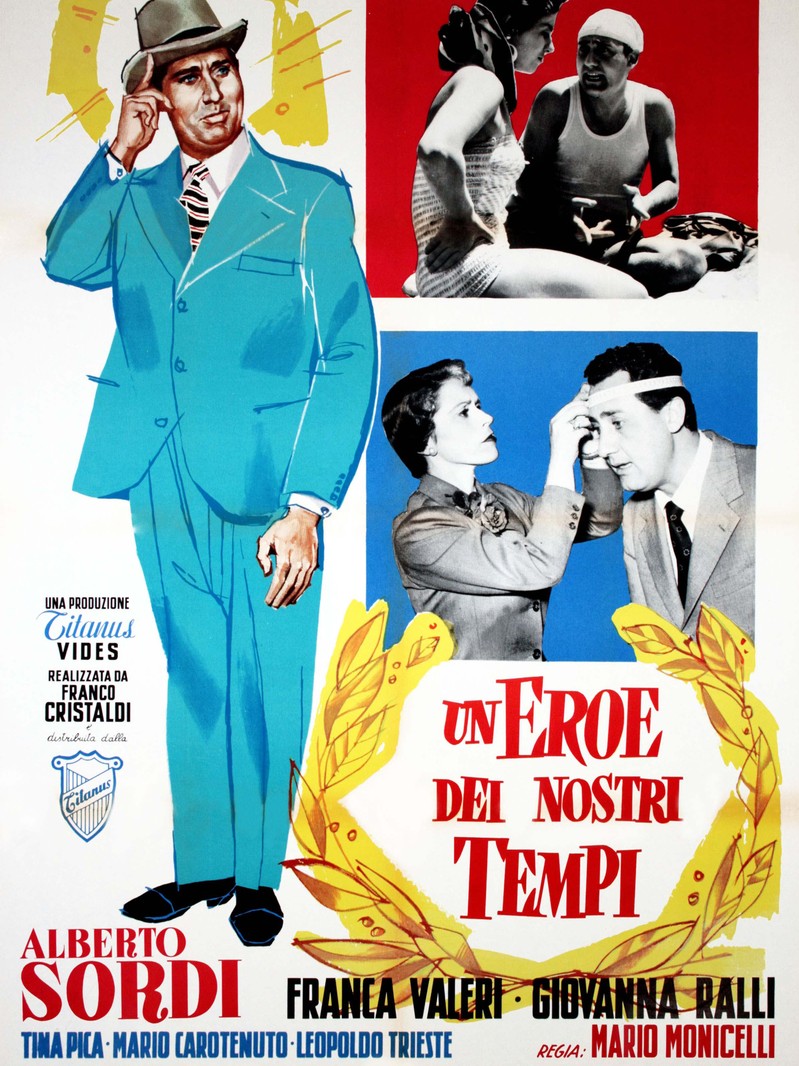 UNA PRODUZIONE
Titanus
VIDES
REALIZZATA DA
FRANCO
CRISTALDI
e
distribuita dalla
Titanus
UN EROE
DEI NOSTRI
TEMPI
ALBERTO
SORDI
FRANCA VALERI · GIOVANNA RALLI
TINA PICA · MARIO CAROTENUTO · LEOPOLDO TRIESTE
REGIA: MARIO MONICELLI